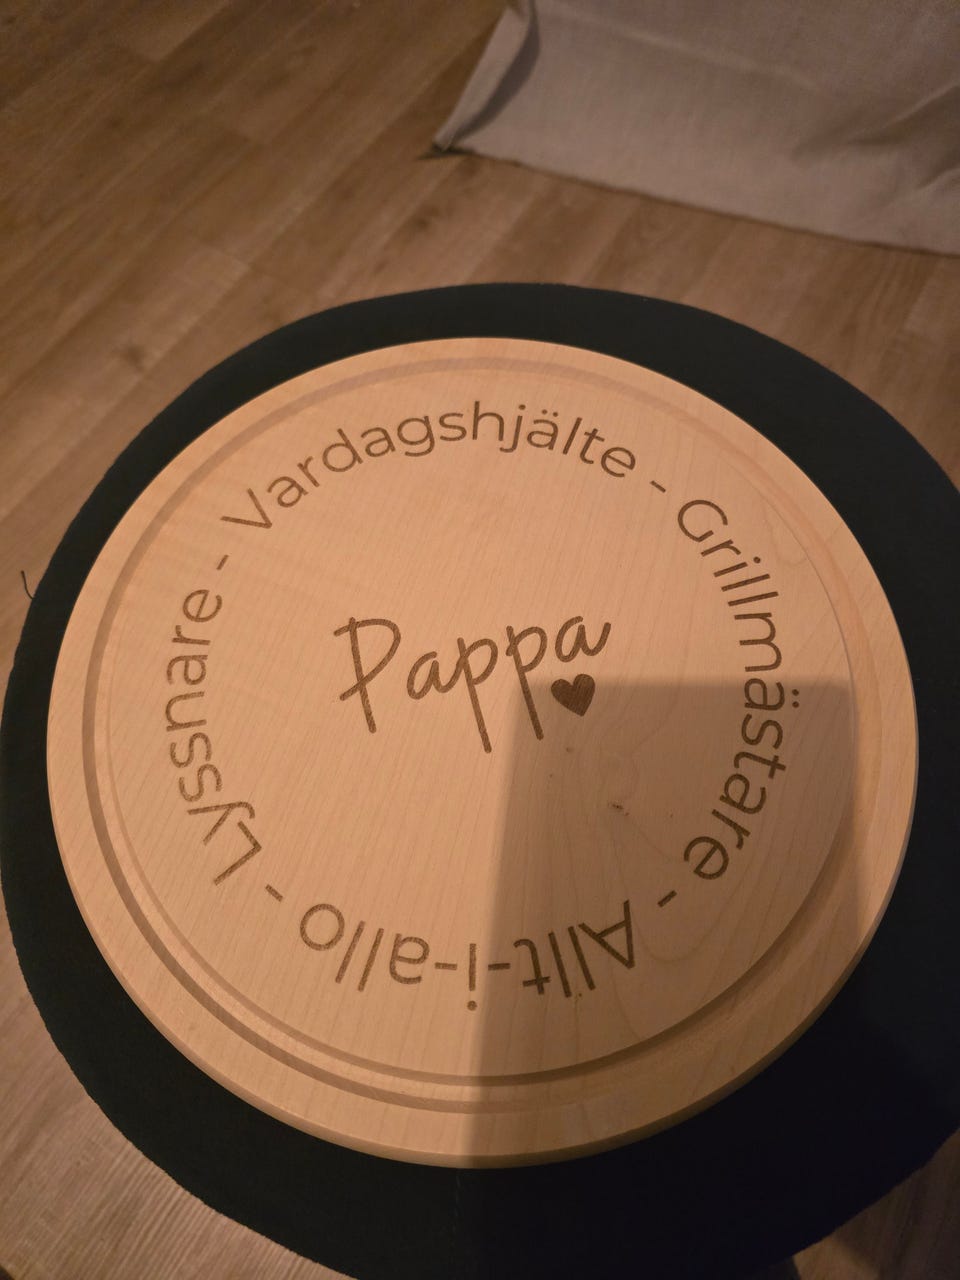 Vardagshjälte - Grillmästare - Allt-i-allo - Lyssnare -
Pappa